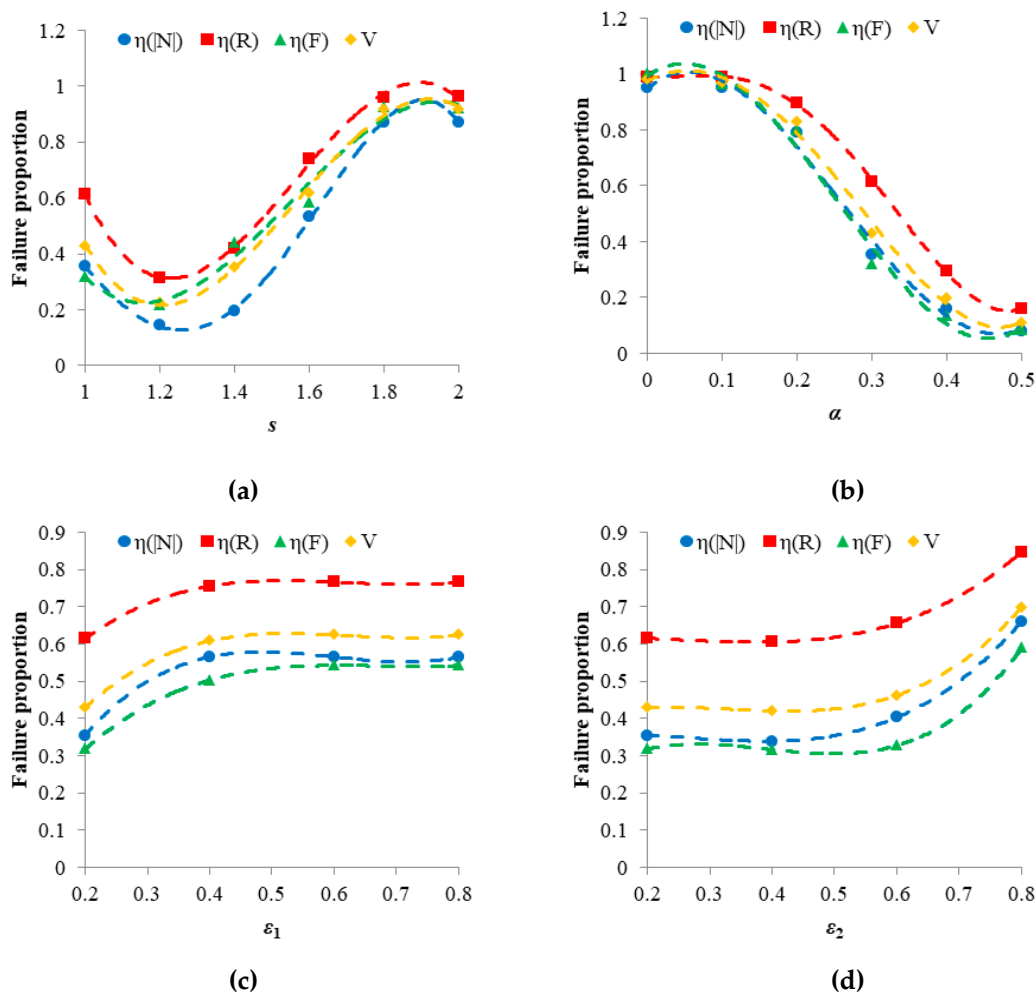 η(|N|) η(R) η(F) V
Failure proportion
1.2
1
0.8
0.6
0.4
0.2
0
1 1.2 1.4 1.6 1.8 2
s
(a)
η(|N|) η(R) η(F) V
Failure proportion
1.2
1
0.8
0.6
0.4
0.2
0
0 0.1 0.2 0.3 0.4 0.5
α
(b)
η(|N|) η(R) η(F) V
Failure proportion
0.9
0.8
0.7
0.6
0.5
0.4
0.3
0.2
0.1
0
0.2 0.3 0.4 0.5 0.6 0.7 0.8
ε1
(c)
η(|N|) η(R) η(F) V
Failure proportion
0.9
0.8
0.7
0.6
0.5
0.4
0.3
0.2
0.1
0
0.2 0.3 0.4 0.5 0.6 0.7 0.8
ε2
(d)